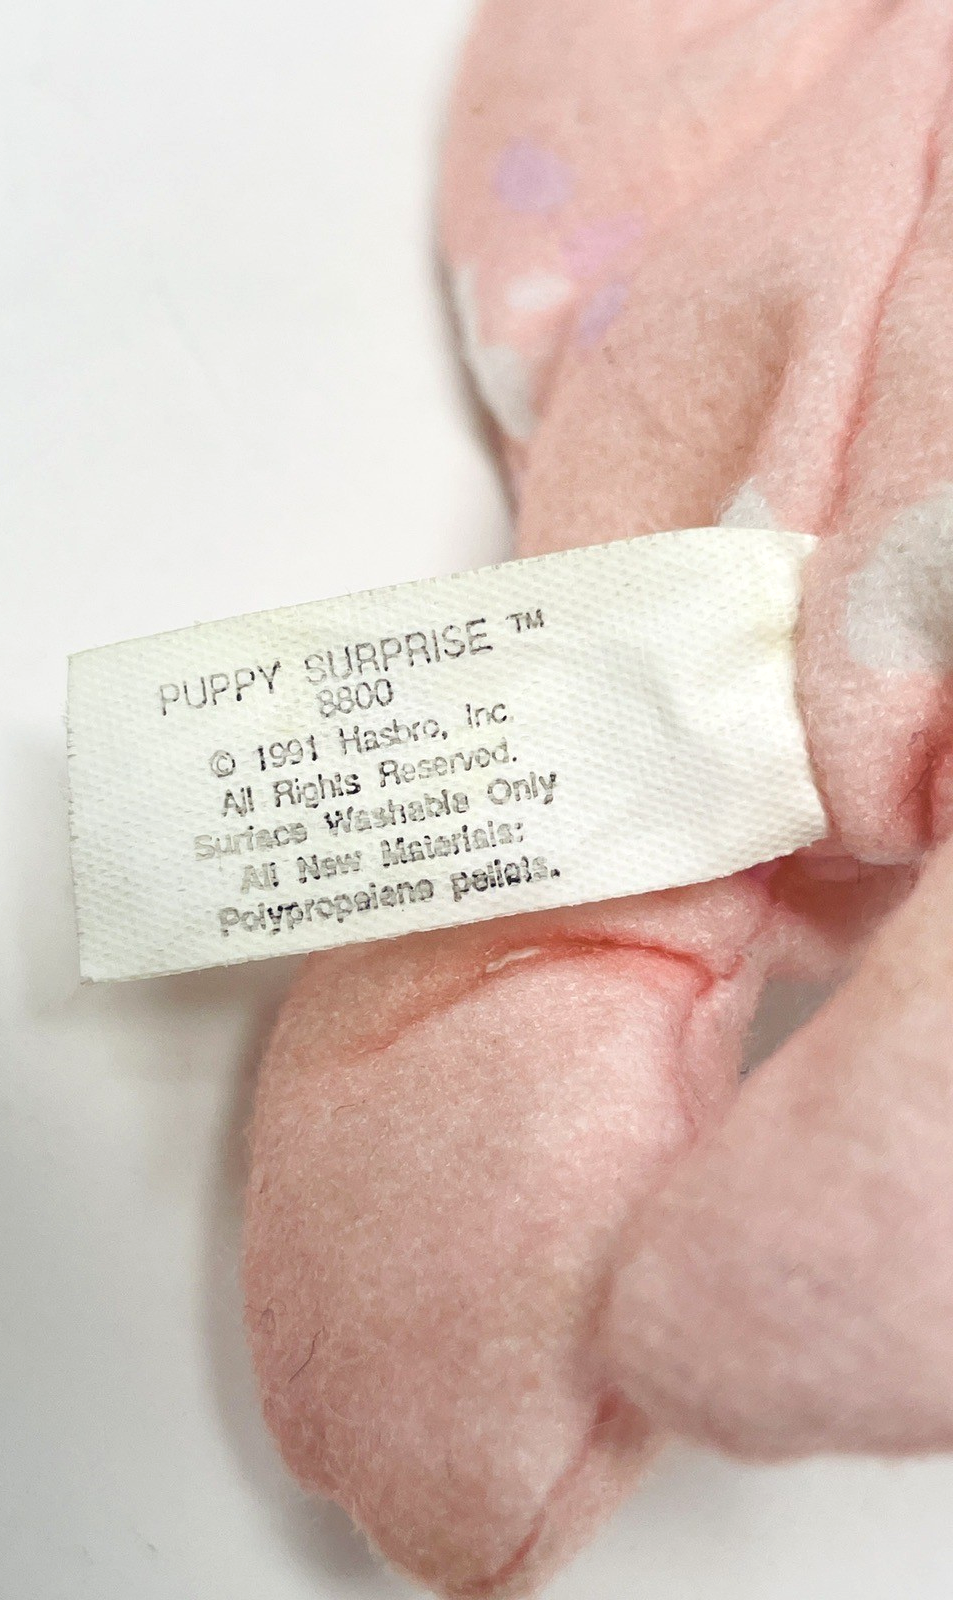 PUPPY SURPRISE ™
8800
© 1991 Hasbro, Inc.
All Rights Reserved.
Surface Washable Only
All New Materials:
Polypropelene pellets.